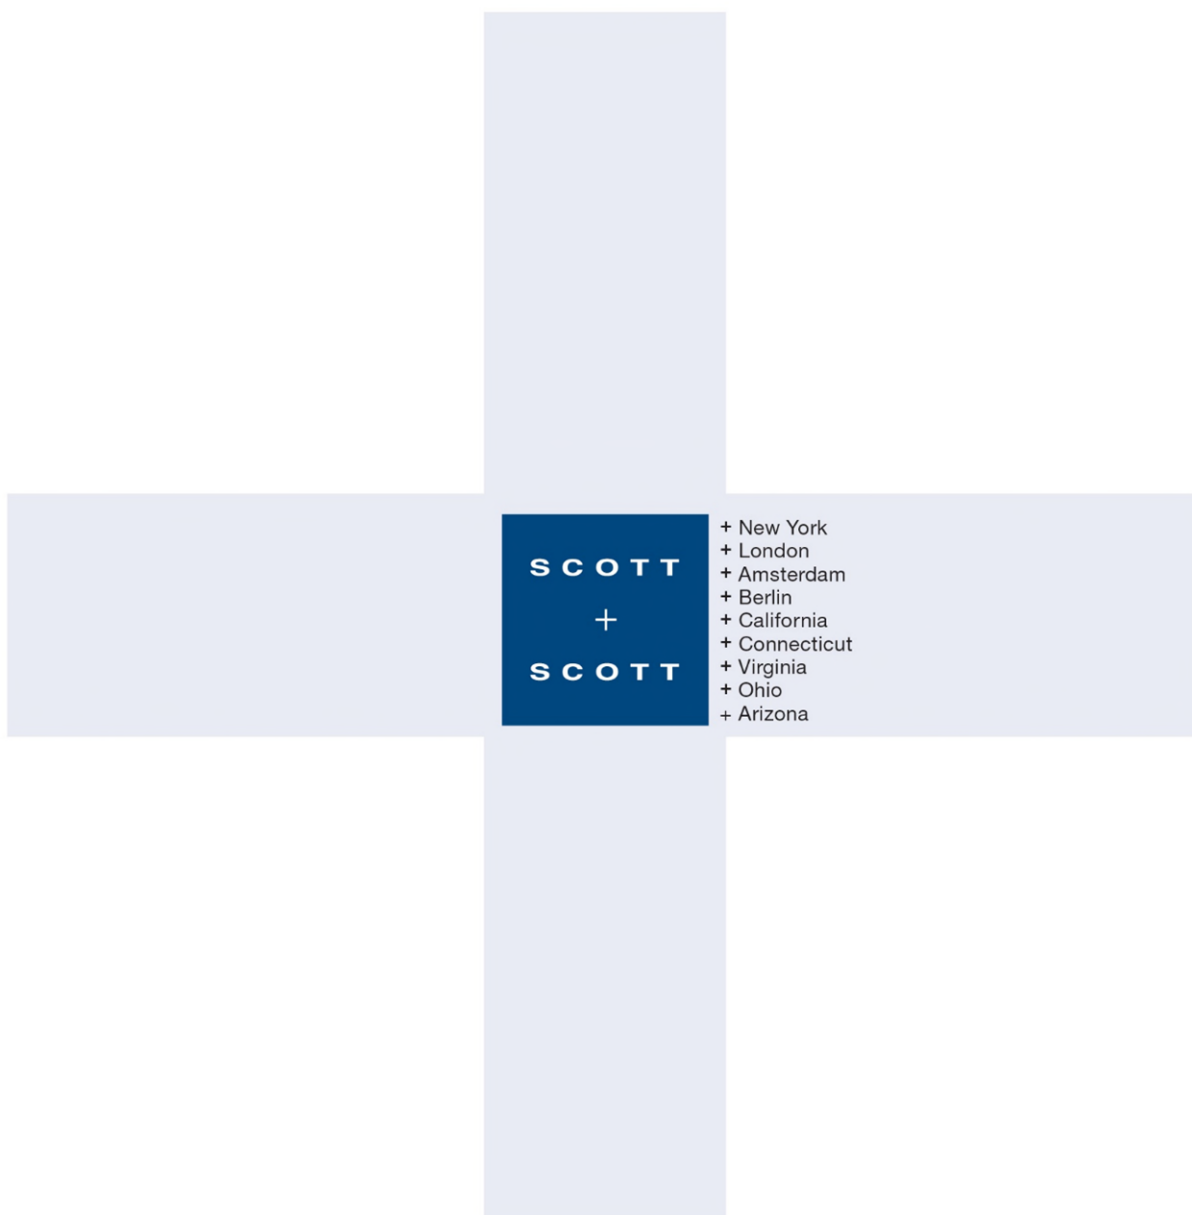 SCOTT
+
SCOTT
+ New York
+ London
+ Amsterdam
+ Berlin
+ California
+ Connecticut
+ Virginia
+ Ohio
+ Arizona